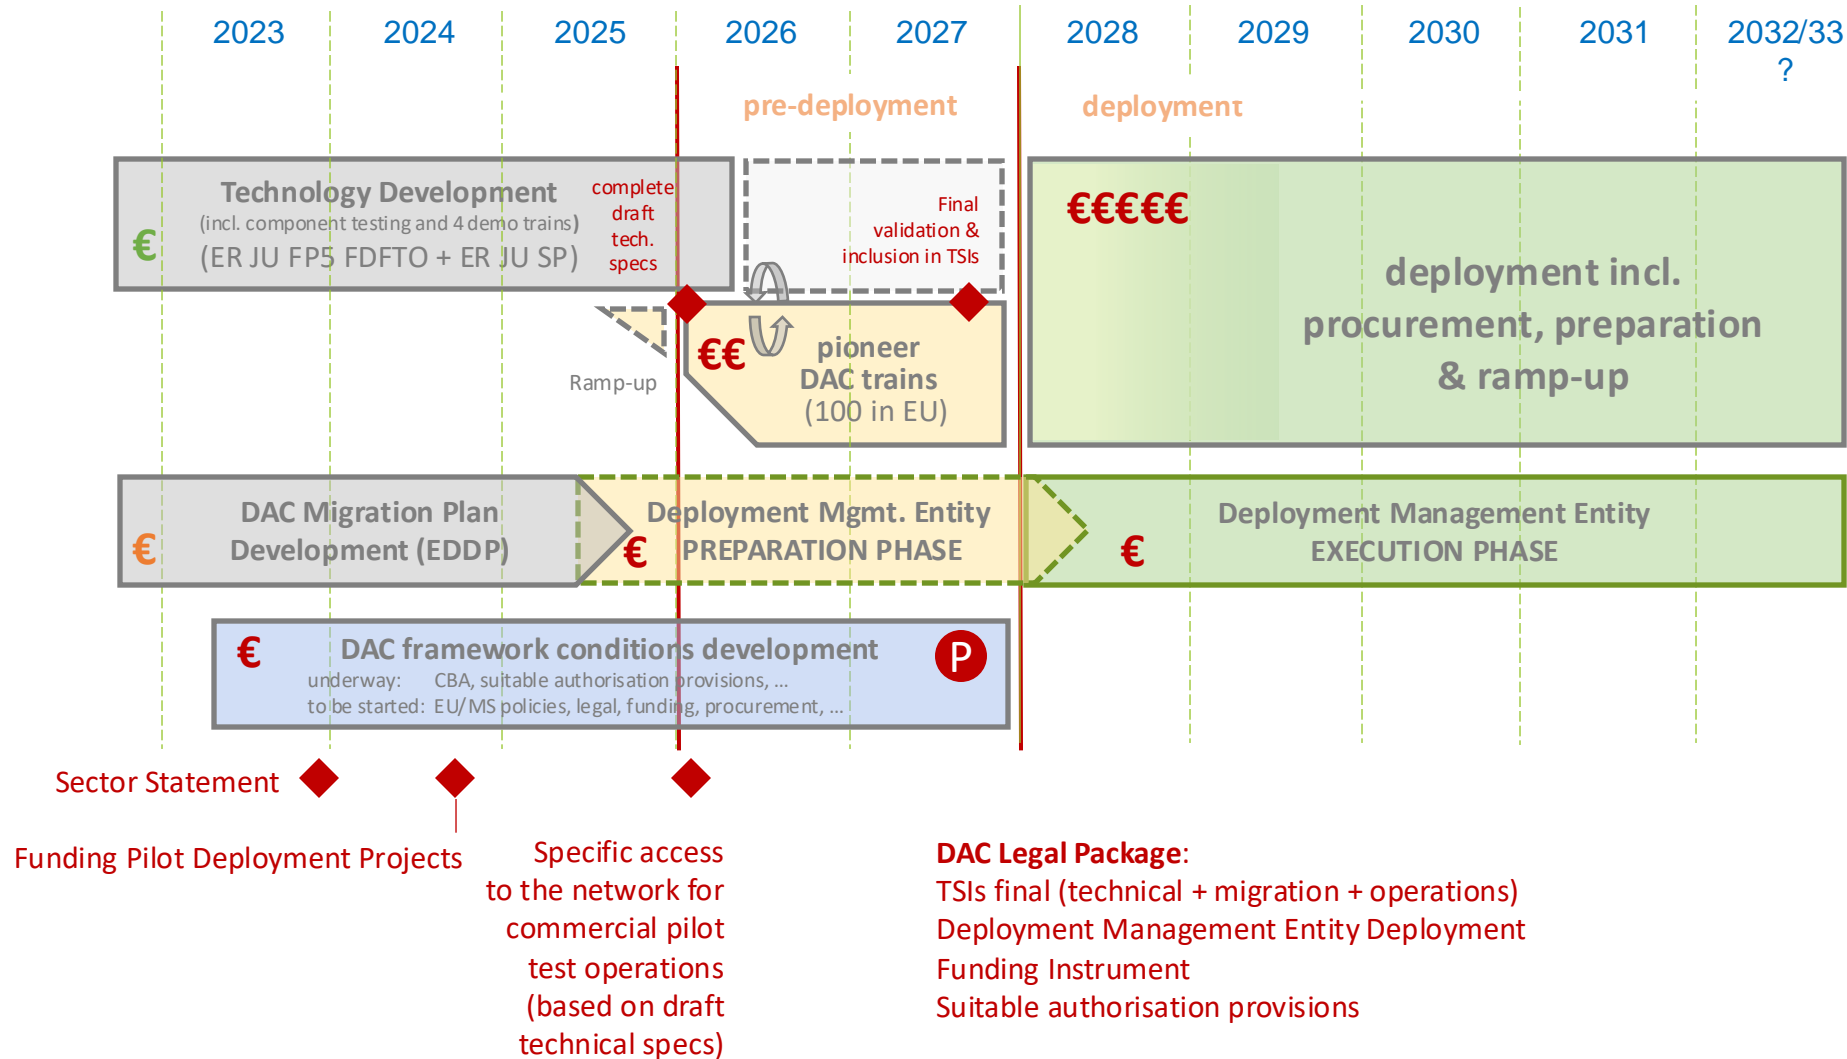 2023 2024 2025 2026 2027 2028 2029 2030 2031 2032/33
?
pre-deployment
deployment
Technology Development
(incl. component testing and 4 demo trains)
(ER JU FP5 FDFTO + ER JU SP)
€
complete
draft
tech.
specs
Final
validation &
inclusion in TSIs
€€€€€
deployment incl.
procurement, preparation
& ramp-up
Ramp-up
€€
pioneer
DAC trains
(100 in EU)
DAC Migration Plan
Development (EDDP)
€
Deployment Mgmt. Entity
PREPARATION PHASE
€
Deployment Management Entity
EXECUTION PHASE
€
€
DAC framework conditions development
underway: CBA, suitable authorisation provisions, ...
to be started: EU/MS policies, legal, funding, procurement, ...
P
Sector Statement
Funding Pilot Deployment Projects
Specific access
to the network for
commercial pilot
test operations
(based on draft
technical specs)
DAC Legal Package:
TSIs final (technical + migration + operations)
Deployment Management Entity Deployment
Funding Instrument
Suitable authorisation provisions